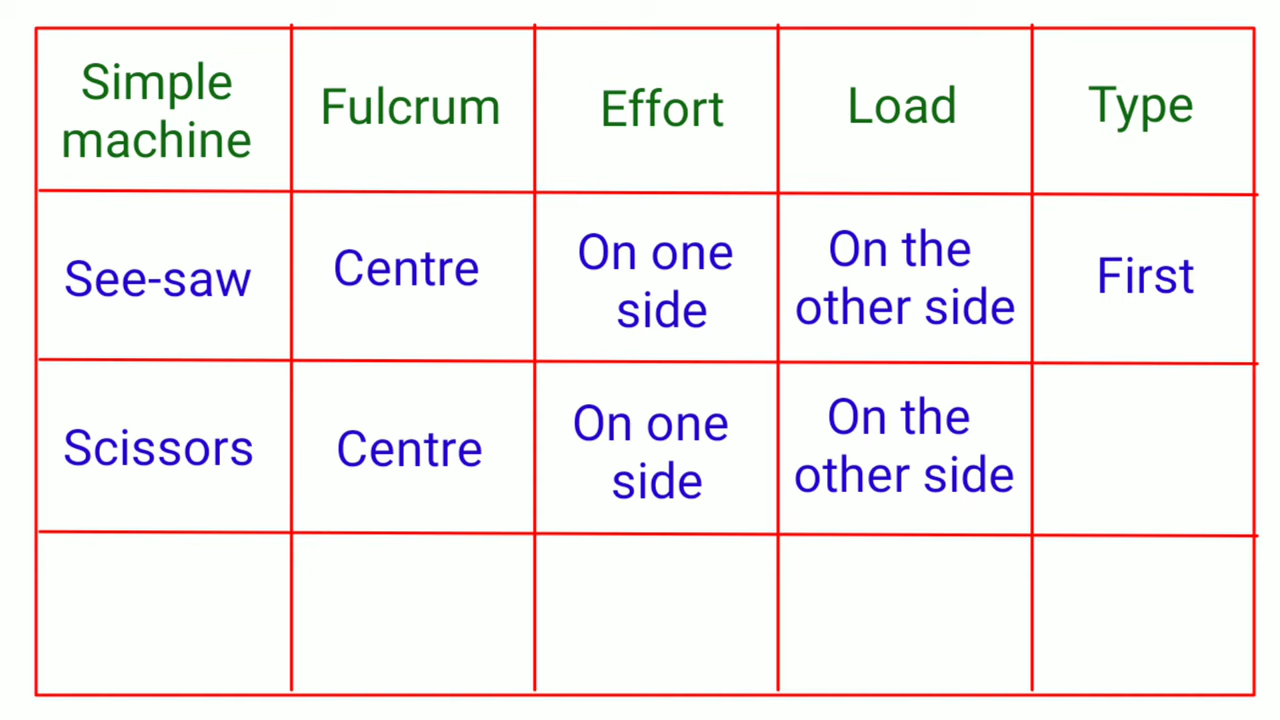 Simple
machine
Fulcrum
Effort
Load
Type
See-saw
Centre
On one
side
On the
other side
First
Scissors
Centre
On one
side
On the
other side